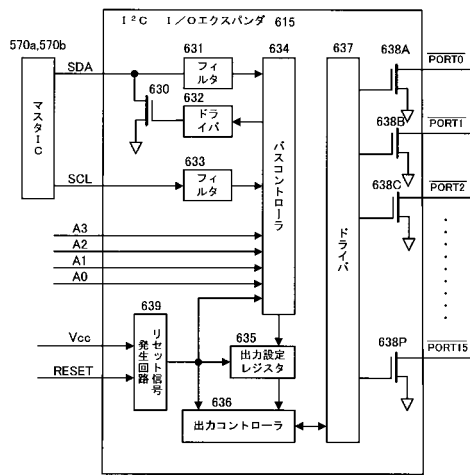 I²C I/Oエクスパンダ 615
570a,570b
マスタIC
SDA
SCL
630
631
フィルタ
632
ドライバ
633
フィルタ
634
バスコントローラ
637
ドライバ
638A
PORT0
638B
PORT1
638C
PORT2
638P
PORT15
A3
A2
A1
A0
639
リセット信号
発生回路
Vcc
RESET
635
出力設定
レジスタ
636
出力コントローラ